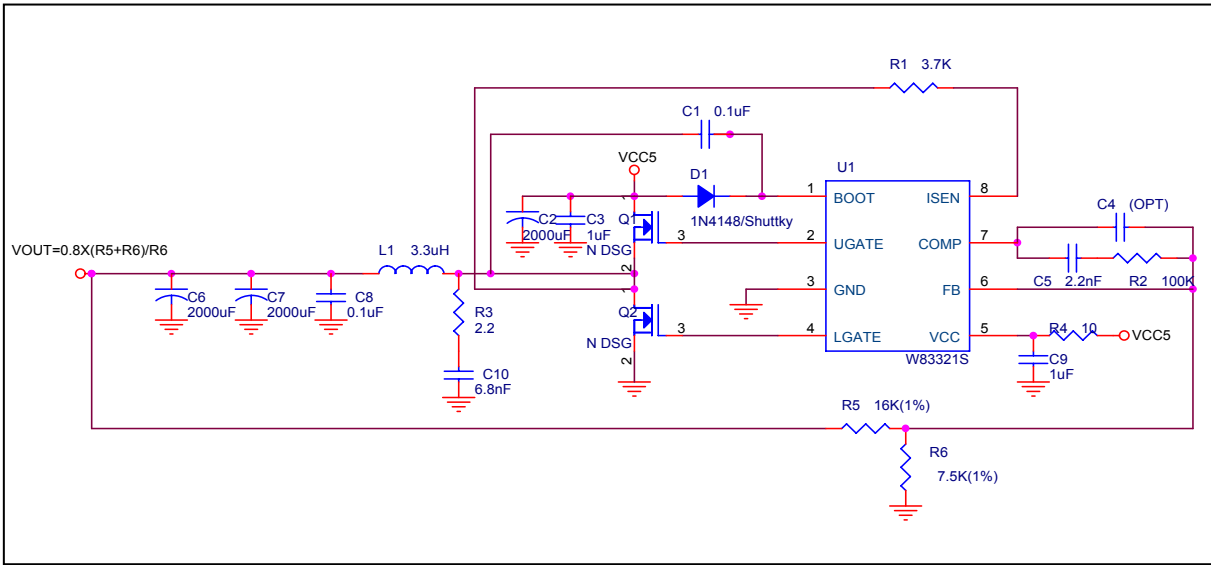 R1 3.7K
C1 0.1uF
VCC5
D1
U1
1 BOOT
ISEN 8
C4 (OPT)
1
Q1
1N4148/Shuttky
C2
2000uF
C3
1uF
3
2 UGATE
COMP 7
N DSG
2
VOUT=0.8X(R5+R6)/R6
L1 3.3uH
C5 2.2nF R2 100K
C6
2000uF
C7
2000uF
C8
0.1uF
1
3 GND
FB 6
R3
2.2
Q2
N DSG
3
4 LGATE
VCC 5
R4 10
VCC5
2
W83321S
C9
1uF
C10
6.8nF
R5 16K(1%)
R6
7.5K(1%)